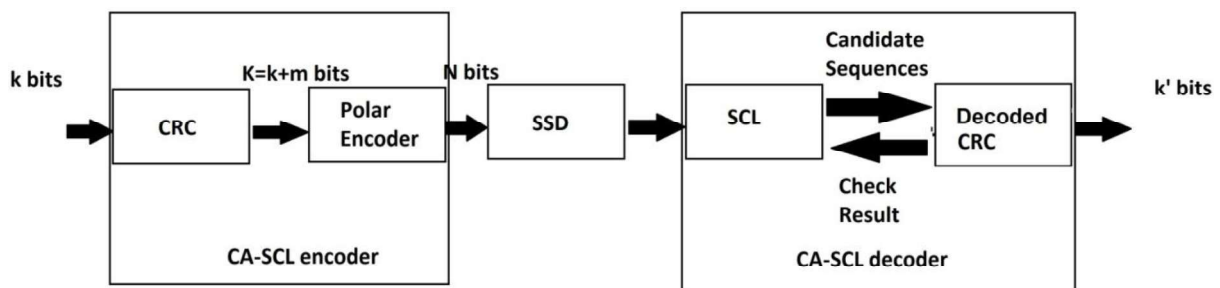 k bits
CRC
K=k+m bits
Polar
Encoder
CA-SCL encoder
N bits
SSD
SCL
Candidate
Sequences
Check
Result
Decoded
CRC
CA-SCL decoder
k' bits